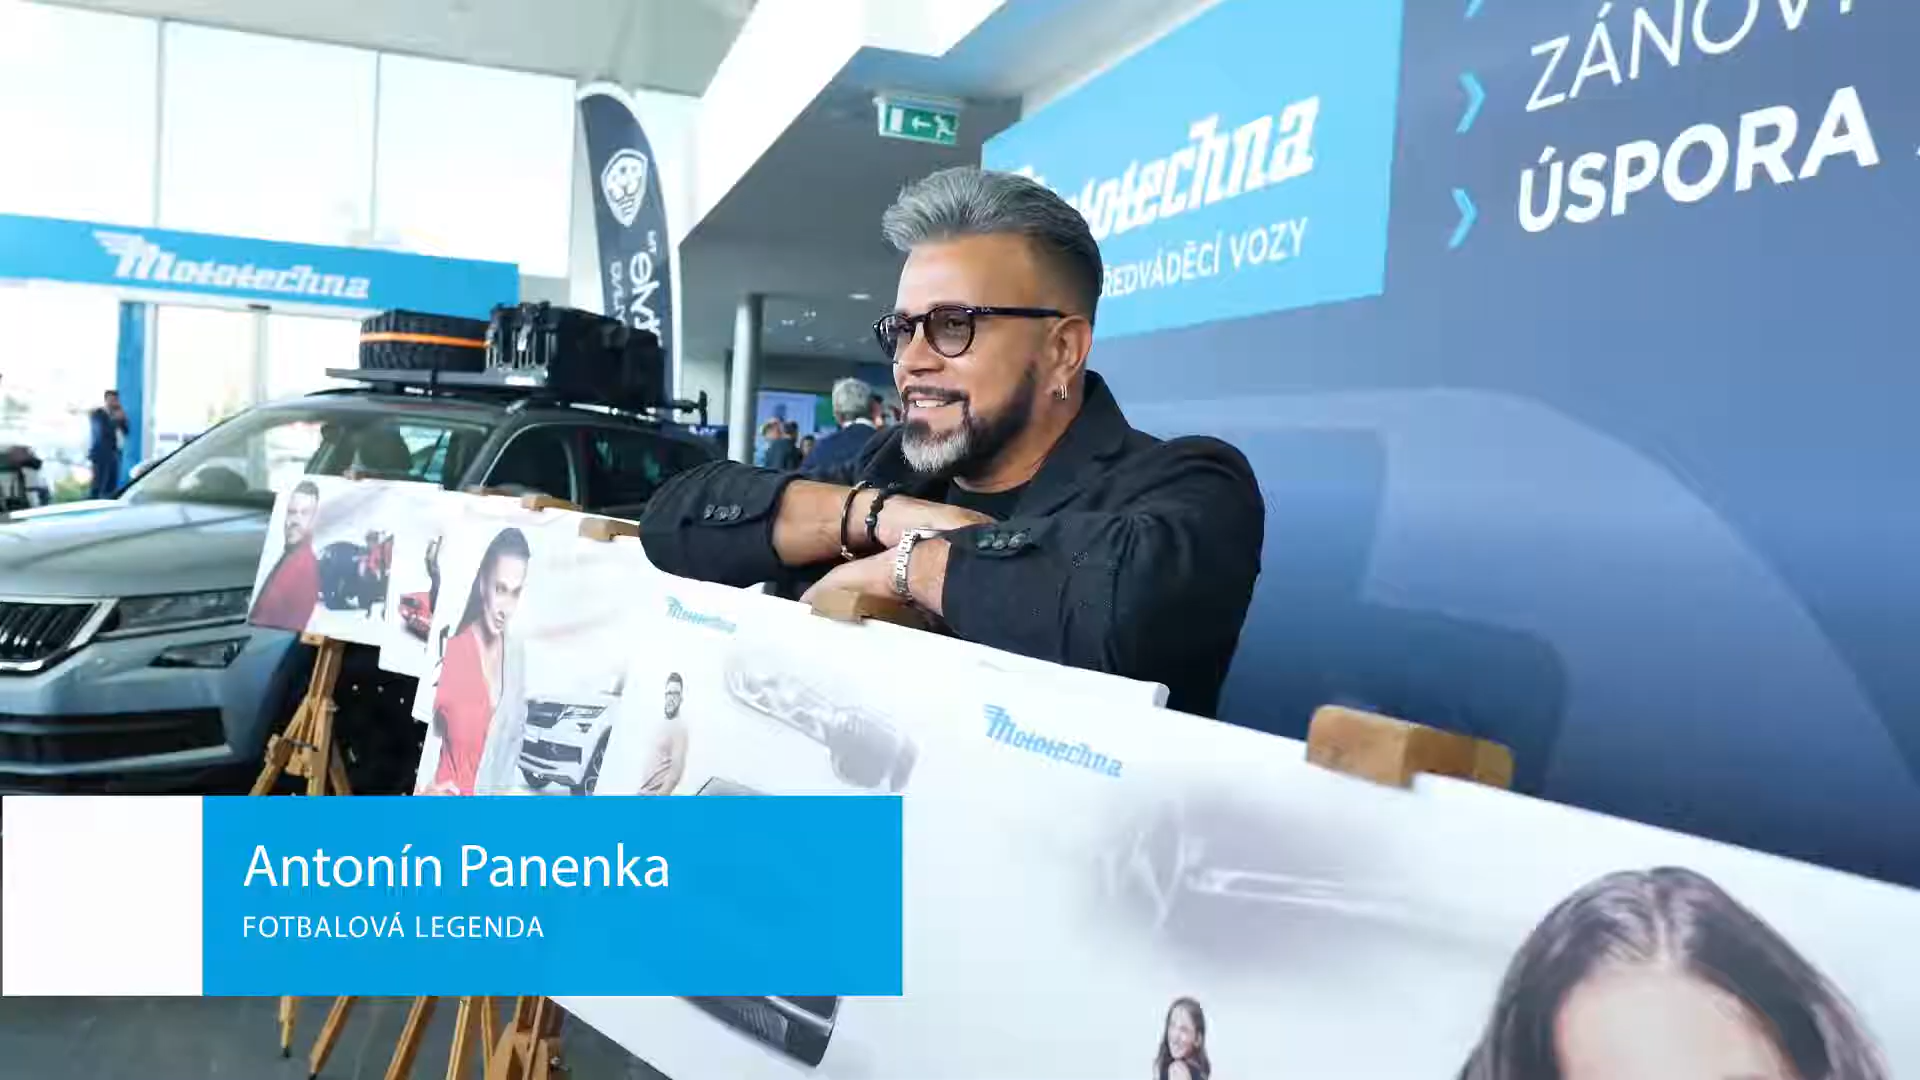 ZÁNOV
ÚSPORA
Mototechna
ŘEDVÁDĚCÍ VOZY
Mototechna
Mototechna
Mototechna
Antonín Panenka
FOTBALOVÁ LEGENDA